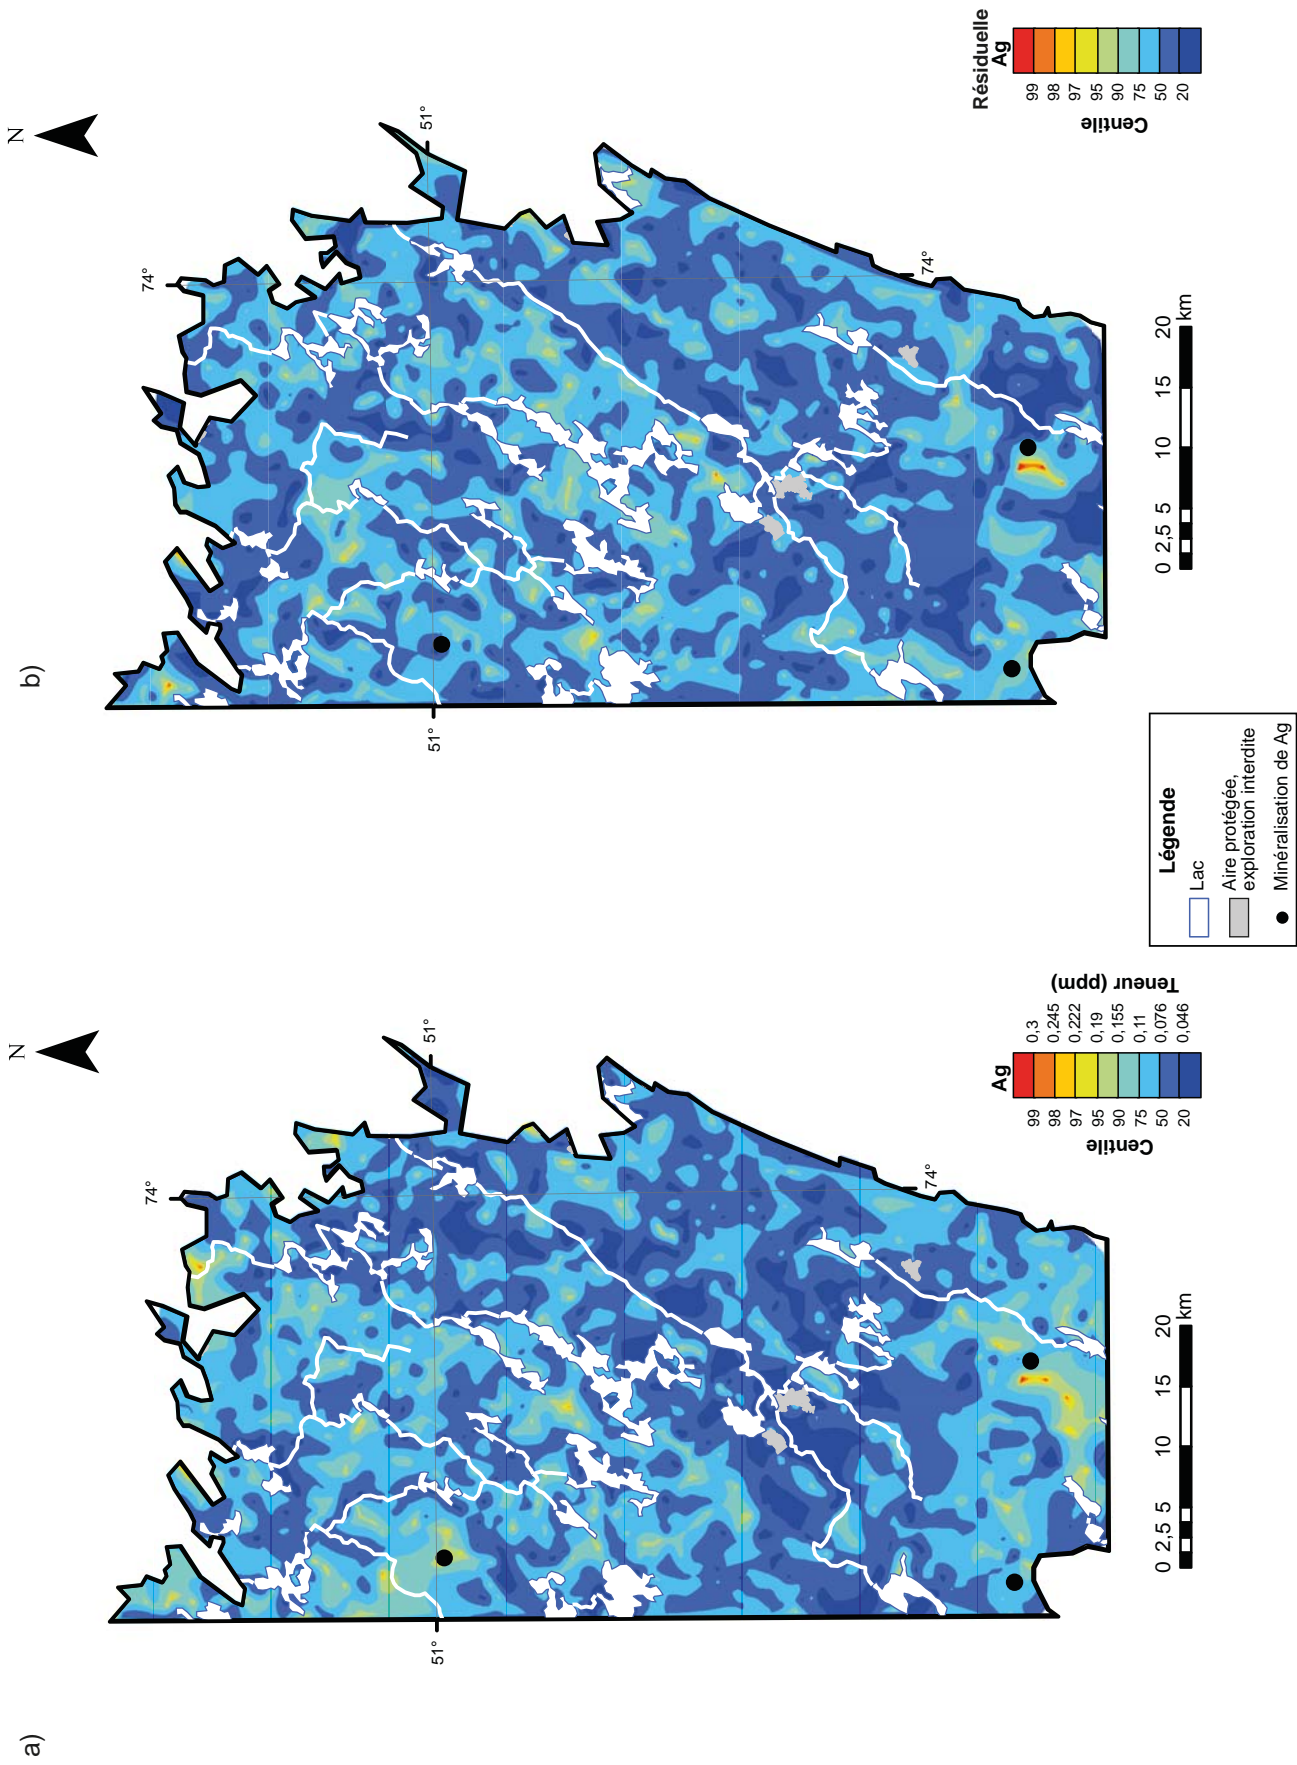 b)
N
74°
51°
51°
74°
Résiduelle
Ag
99
98
97
95
90
75
50
20
Centile
0 2,5 5 10 15 20
km
Légende
Lac
Aire protégée,
exploration interdite
Minéralisation de Ag
a)
N
74°
51°
51°
74°
Ag
99 0,3
98 0,245
97 0,222
95 0,19
90 0,155
75 0,11
50 0,076
20 0,046
Centile
Teneur (ppm)
0 2,5 5 10 15 20
km